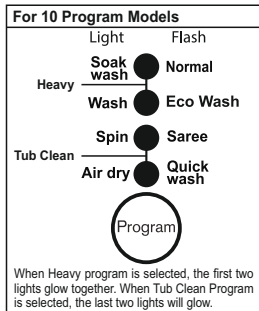 For 10 Program Models
Light Flash
Soak
wash Normal
Heavy
Wash Eco Wash
Spin Saree
Tub Clean
Air dry Quick
wash
Program
When Heavy program is selected, the first two
lights glow together. When Tub Clean Program
is selected, the last two lights will glow.